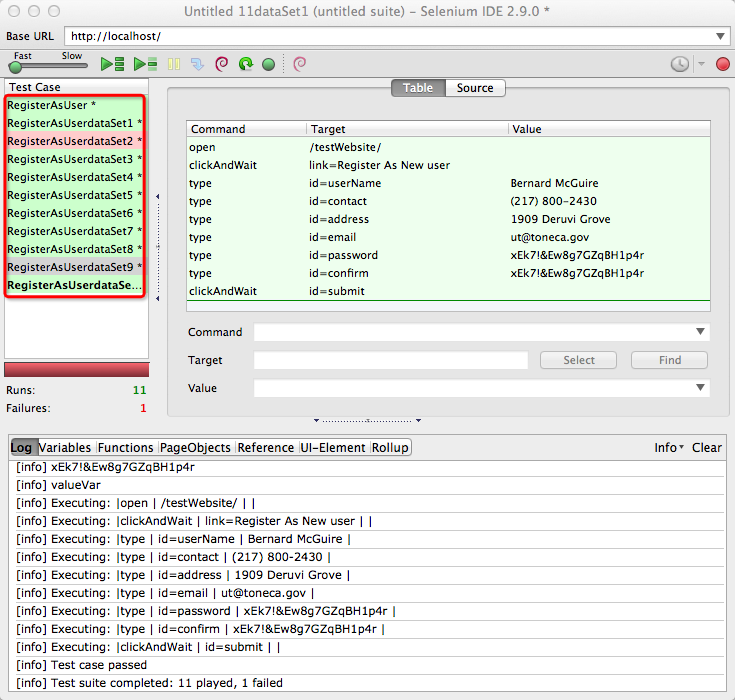 Untitled 11dataSet1 (untitled suite) - Selenium IDE 2.9.0 *
Base URL http://localhost/
Fast Slow
Test Case
RegisterAsUser *
RegisterAsUserdataSet1 *
RegisterAsUserdataSet2 *
RegisterAsUserdataSet3 *
RegisterAsUserdataSet4 *
RegisterAsUserdataSet5 *
RegisterAsUserdataSet6 *
RegisterAsUserdataSet7 *
RegisterAsUserdataSet8 *
RegisterAsUserdataSet9 *
RegisterAsUserdataSe...
Runs: 11
Failures: 1
Table Source
Command Target Value
open /testWebsite/
clickAndWait link=Register As New user
type id=userName Bernard McGuire
type id=contact (217) 800-2430
type id=address 1909 Deruvi Grove
type id=email ut@toneca.gov
type id=password xEk7!&Ew8g7GZqBH1p4r
type id=confirm xEk7!&Ew8g7GZqBH1p4r
clickAndWait id=submit
Command
Target Select Find
Value
Log Variables Functions PageObjects Reference UI-Element Rollup Info Clear
[info] xEk7!&Ew8g7GZqBH1p4r
[info] valueVar
[info] Executing: |open | /testWebsite/ | |
[info] Executing: |clickAndWait | link=Register As New user | |
[info] Executing: |type | id=userName | Bernard McGuire |
[info] Executing: |type | id=contact | (217) 800-2430 |
[info] Executing: |type | id=address | 1909 Deruvi Grove |
[info] Executing: |type | id=email | ut@toneca.gov |
[info] Executing: |type | id=password | xEk7!&Ew8g7GZqBH1p4r |
[info] Executing: |type | id=confirm | xEk7!&Ew8g7GZqBH1p4r |
[info] Executing: |clickAndWait | id=submit | |
[info] Test case passed
[info] Test suite completed: 11 played, 1 failed